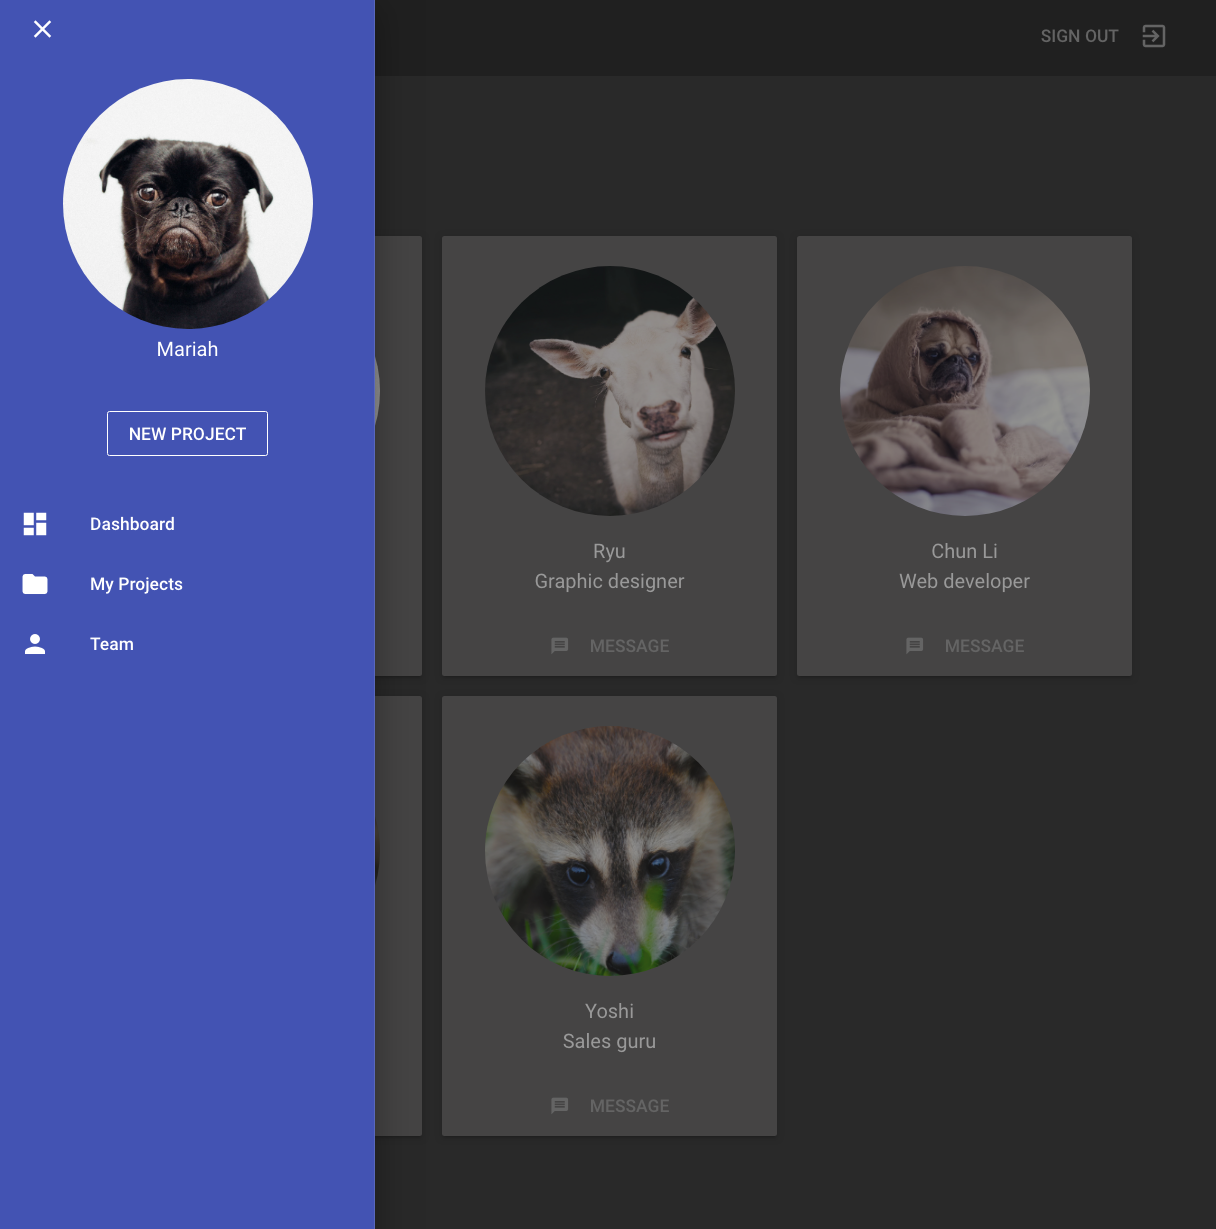 SIGN OUT
Mariah
NEW PROJECT
Dashboard
My Projects
Team
Ryu
Graphic designer
MESSAGE
Chun Li
Web developer
MESSAGE
Yoshi
Sales guru
MESSAGE